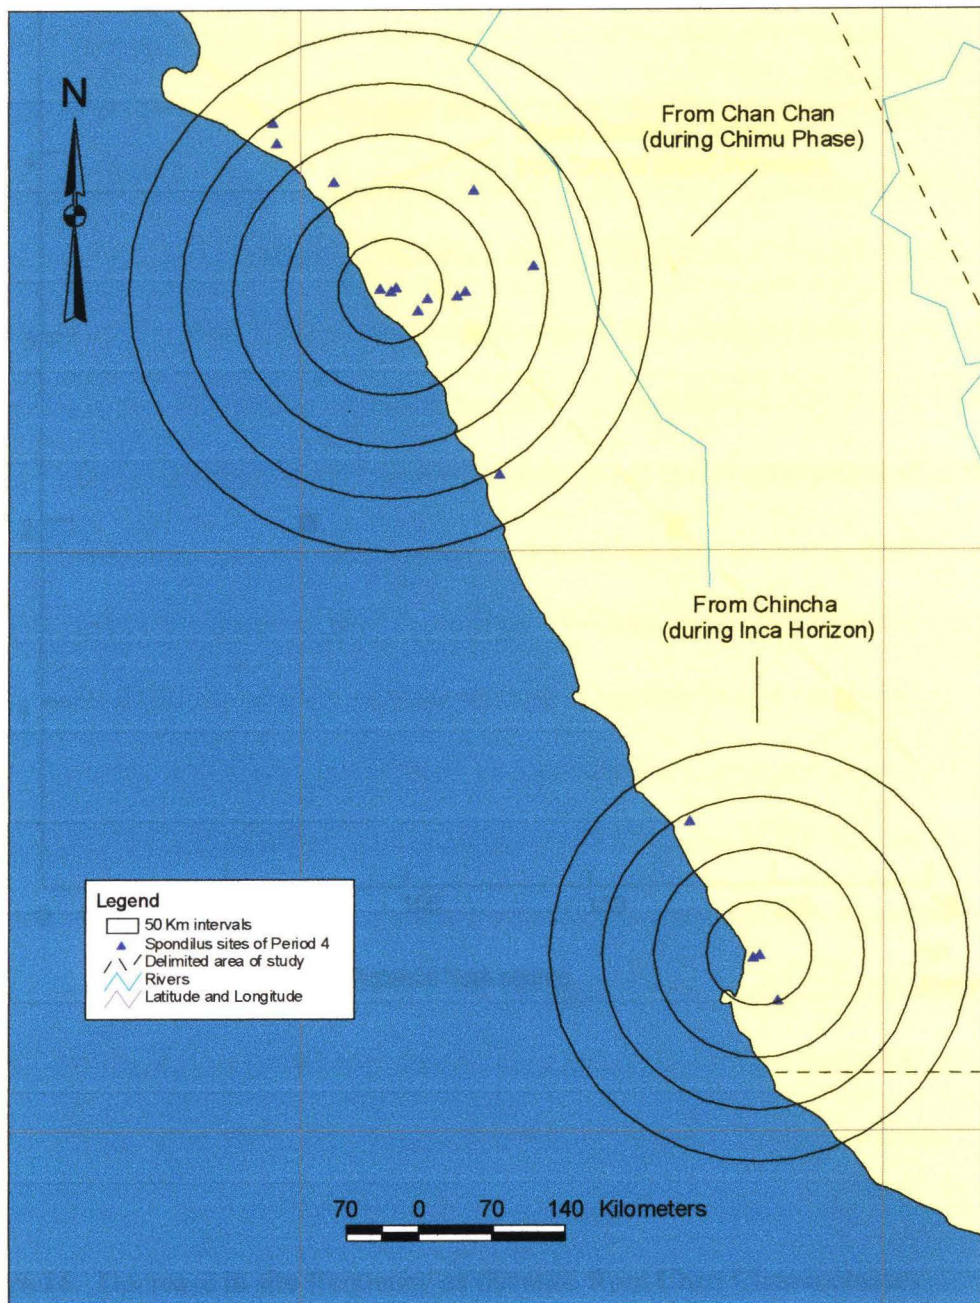 N
From Chan Chan
(during Chimu Phase)
From Chincha
(during Inca Horizon)
Legend
50 Km intervals
Spondilus sites of Period 4
Delimited area of study
Rivers
Latitude and Longitude
70 0 70 140 Kilometers